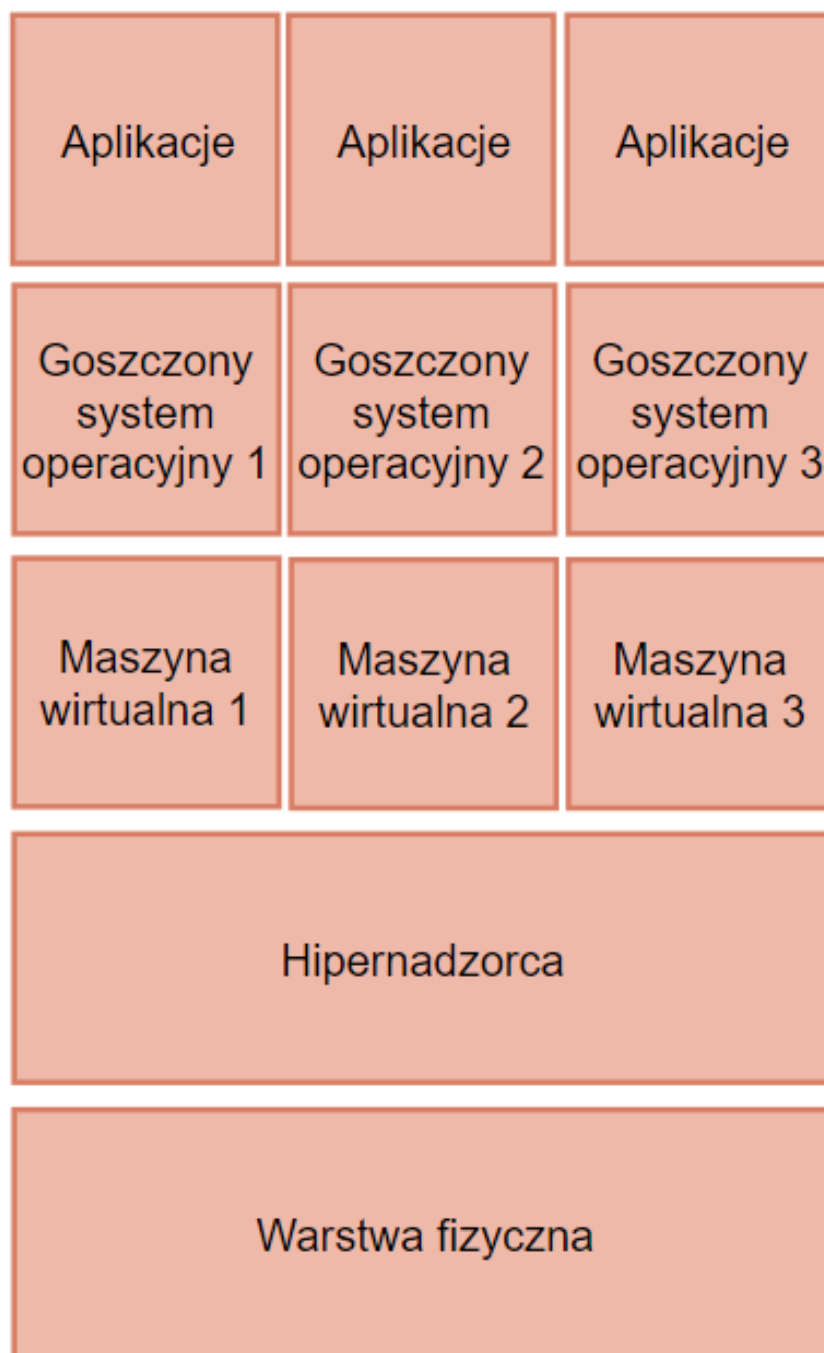 Aplikacje Aplikacje Aplikacje
Goszczony Goszczony Goszczony
system system system
operacyjny 1 operacyjny 2 operacyjny 3
Maszyna Maszyna Maszyna
wirtualna 1 wirtualna 2 wirtualna 3
Hipernadzorca
Warstwa fizyczna